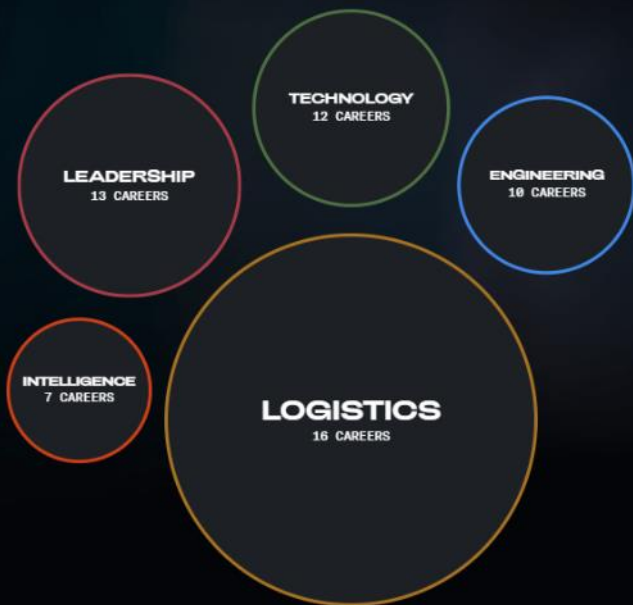 TECHNOLOGY
12 CAREERS
LEADERSHIP
13 CAREERS
ENGINEERING
10 CAREERS
INTELLIGENCE
7 CAREERS
LOGISTICS
16 CAREERS